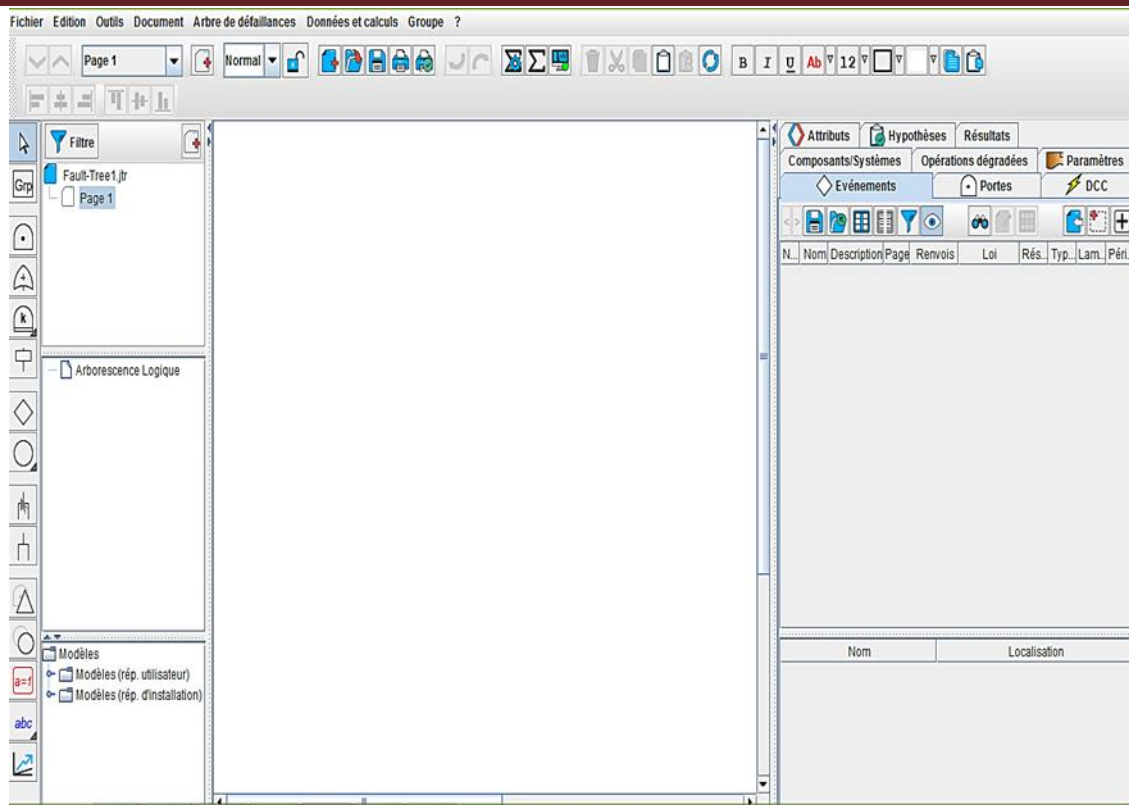 Fichier Edition Outils Document Arbre de défaillances Données et calculs Groupe ?
Page 1 Normal B I U Ab 12
Filtre
Grp
Fault-Tree1.jtr
Page 1
k
Arborescence Logique
Modèles
Modèles (rép. utilisateur)
Modèles (rép. d'installation)
a=1
abc
Attributs Hypothèses Résultats
Composants/Systèmes Opérations dégradées Paramètres
Evénements Portes DCC
N... Nom Description Page Renvois Loi Rés... Typ... Lam... Péri...
Nom Localisation